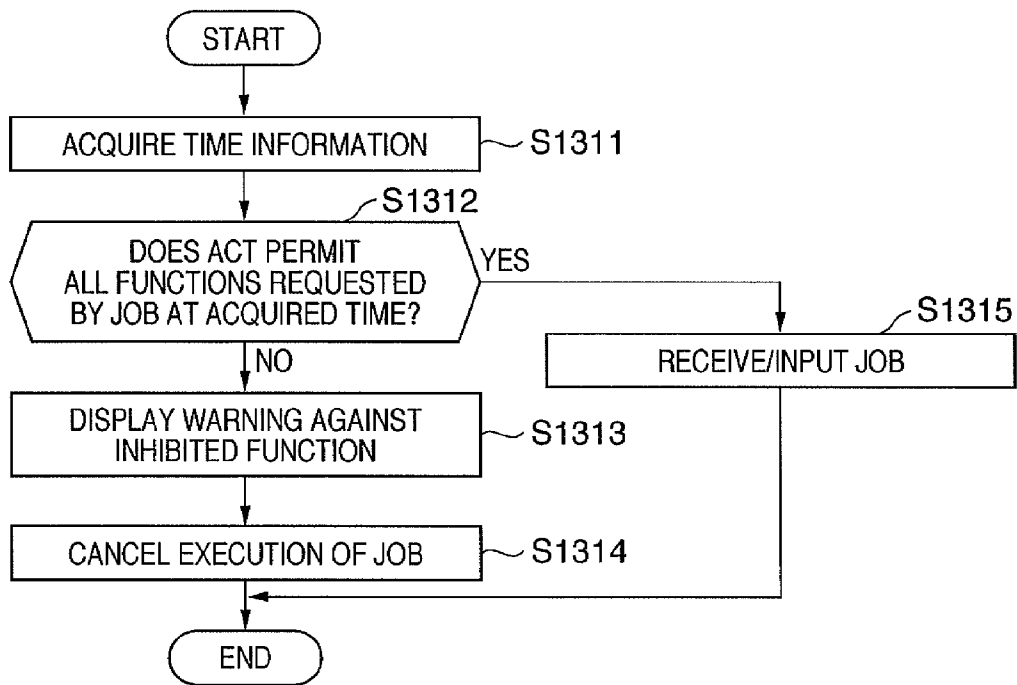 START
ACQUIRE TIME INFORMATION
S1311
S1312
DOES ACT PERMIT
ALL FUNCTIONS REQUESTED
BY JOB AT ACQUIRED TIME?
YES
S1315
RECEIVE/INPUT JOB
NO
DISPLAY WARNING AGAINST
INHIBITED FUNCTION
S1313
CANCEL EXECUTION OF JOB
S1314
END